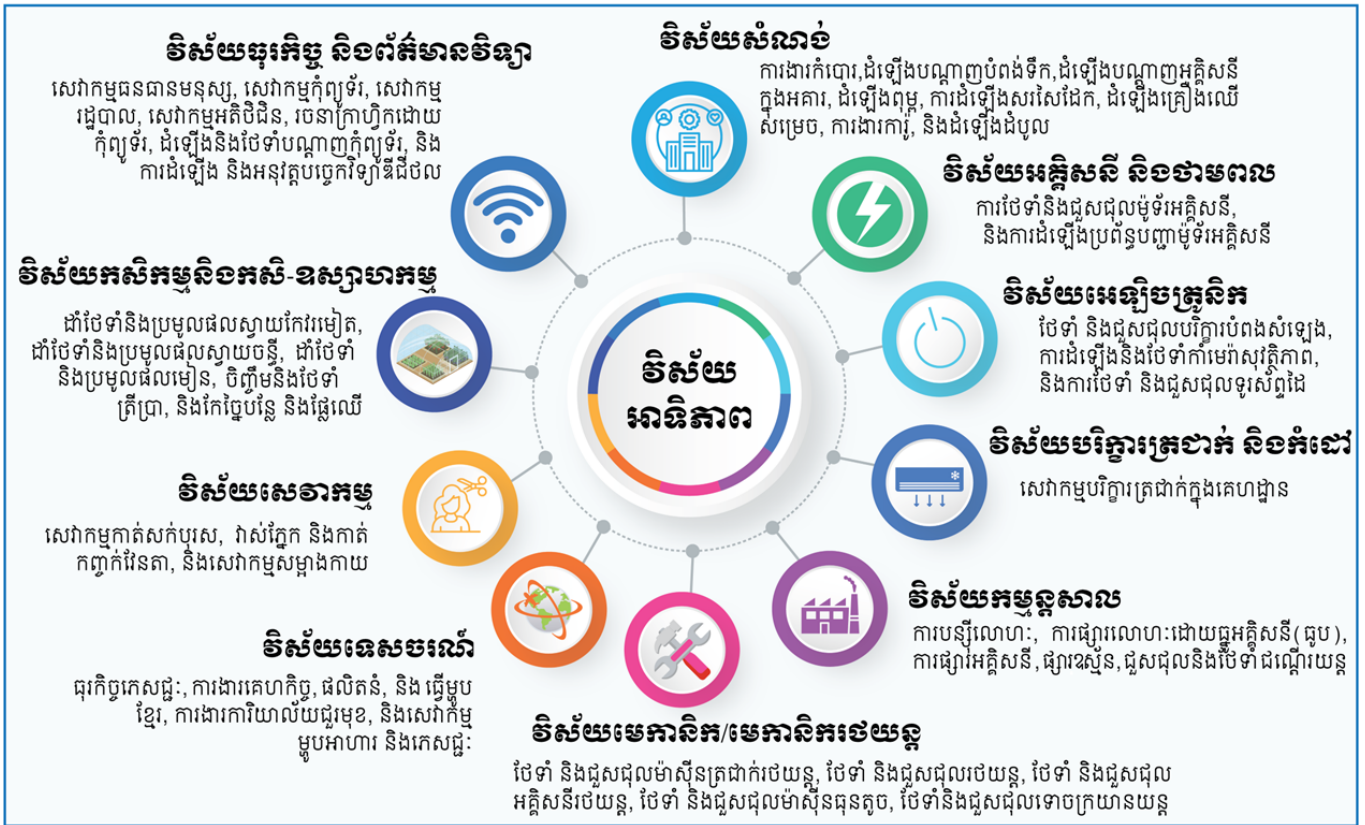 វិស័យធុរកិច្ច និងព័ត៌មានវិទ្យា
សេវាកម្មធនធានមនុស្ស, សេវាកម្មកុំព្យូទ័រ, សេវាកម្ម
រដ្ឋបាល, សេវាកម្មអតិថិជិន, រចនាក្រាហ្វិកដោយ
កុំព្យូទ័រ, ដំឡើងនិងថែទាំបណ្តាញកុំព្យូទ័រ, និង
ការដំឡើង និងអនុវត្តបច្ចេកវិទ្យាឌីជីថល
វិស័យសំណង់
ការងារកំបោរ,ដំឡើងបណ្តាញបំពង់ទឹក,ដំឡើងបណ្តាញអគ្គិសនី
ក្នុងអគារ, ដំឡើងពុម្ព, ការដំឡើងសរសៃដែក, ដំឡើងគ្រឿងឈើ
សម្រេច, ការងារការ៉ូ, និងដំឡើងដំបូល
វិស័យអគ្គិសនី និងថាមពល
ការថែទាំនិងជួសជុលម៉ូទ័រអគ្គិសនី,
និងការដំឡើងប្រព័ន្ធបញ្ជាម៉ូទ័រអគ្គិសនី
វិស័យអេឡិចត្រូនិក
ថែទាំ និងជួសជុលបរិក្ខារបំពងសំឡេង,
ការដំឡើងនិងថែទាំកាំមេរ៉ាសុវត្ថិភាព,
និងការថែទាំ និងជួសជុលទូរស័ព្ទដៃ
វិស័យបរិក្ខារត្រជាក់ និងកំដៅ
សេវាកម្មបរិក្ខារត្រជាក់ក្នុងគេហដ្ឋាន
វិស័យកម្មន្តសាល
ការបន្ស៊ីលោហៈ, ការផ្សារលោហៈដោយធ្នូអគ្គិសនី(ធូប),
ការផ្សារអគ្គិសនី,ផ្សារឧស្ម័ន,ជួសជុលនិងថែទាំជណ្តើរយន្ត
វិស័យមេកានិក/មេកានិករថយន្ត
ថែទាំ និងជួសជុលម៉ាស៊ីនត្រជាក់រថយន្ត, ថែទាំ និងជួសជុលរថយន្ត, ថែទាំ និងជួសជុល
អគ្គិសនីរថយន្ត, ថែទាំ និងជួសជុលម៉ាស៊ីនធុនតូច, ថែទាំនិងជួសជុលទោចក្រយានយន្ត
វិស័យទេសចរណ៍
ធុរកិច្ចភេសជ្ជៈ, ការងារគេហកិច្ច, ផលិតនំ, និង ធ្វើម្ហូប
ខ្មែរ, ការងារការិយាល័យជួរមុខ, និងសេវាកម្ម
ម្ហូបអាហារ និងភេសជ្ជៈ
វិស័យសេវាកម្ម
សេវាកម្មកាត់សក់បុរស, វាស់ភ្នែក និងកាត់
កញ្ចក់វ៉ែនតា, និងសេវាកម្មសម្អាងកាយ
វិស័យកសិកម្មនិងកសិ-ឧស្សាហកម្ម
ដាំថែទាំនិងប្រមូលផលស្វាយកែវរមៀត,
ដាំថែទាំនិងប្រមូលផលស្វាយចន្ទី, ដាំថែទាំ
និងប្រមូលផលមៀន, ចិញ្ចឹមនិងថែទាំ
ត្រីប្រា, និងកែច្នៃបន្លែ និងផ្លែឈើ
វិស័យ
អាទិភាព